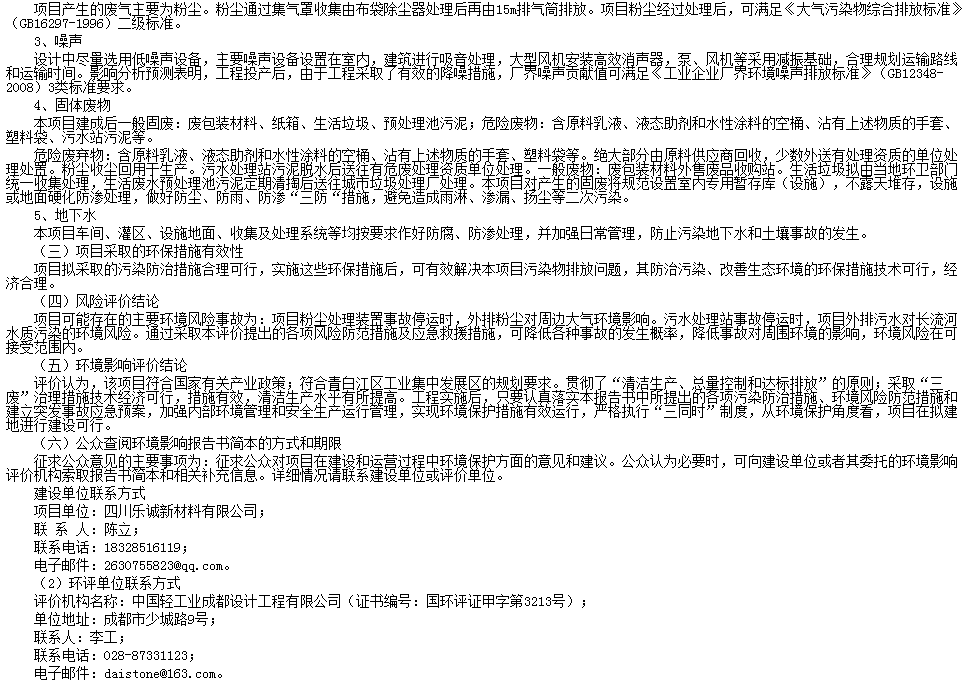 项目产生的废气主要为粉尘。粉尘通过集气罩收集由布袋除尘器处理后再由15m排气筒排放。项目粉尘经过处理后，可满足《大气污染物综合排放标准》
（GB16297-1996）二级标准。
3、噪声
设计中尽量选用低噪声设备，主要噪声设备设置在室内，建筑进行吸音处理，大型风机安装高效消声器，泵、风机等采用减振基础，合理规划运输路线
和运输时间。影响分析预测表明，工程投产后，由于工程采取了有效的降噪措施，厂界噪声贡献值可满足《工业企业厂界环境噪声排放标准》（GB12348-
2008）3类标准要求。
4、固体废物
本项目建成后一般固废：废包装材料、纸箱、生活垃圾、预处理池污泥；危险废物：含原料乳液、液态助剂和水性涂料的空桶、沾有上述物质的手套、
塑料袋、污水站污泥等。
危险废弃物：含原料乳液、液态助剂和水性涂料的空桶、沾有上述物质的手套、塑料袋等。绝大部分由原料供应商回收，少数外送有处理资质的单位处
理处置。粉尘收尘回用于生产。污水处理站污泥脱水后送往有危废处理资质单位处理。一般废物：废包装材料外售废品收购站。生活垃圾拟由当地环卫部门
统一收集处理，生活废水预处理池污泥定期清掏后送往城市垃圾处理厂处理。本项目对产生的固废将规范设置室内专用暂存库（设施），不露天堆存，设施
或地面硬化防渗处理，做好防尘、防雨、防渗“三防“措施，避免造成雨淋、渗漏、扬尘等二次污染。
5、地下水
本项目车间、灌区、设施地面、收集及处理系统等均按要求作好防腐、防渗处理，并加强日常管理，防止污染地下水和土壤事故的发生。
（三）项目采取的环保措施有效性
项目拟采取的污染防治措施合理可行，实施这些环保措施后，可有效解决本项目污染物排放问题，其防治污染、改善生态环境的环保措施技术可行，经
济合理。
（四）风险评价结论
项目可能存在的主要环境风险事故为：项目粉尘处理装置事故停运时，外排粉尘对周边大气环境影响。污水处理站事故停运时，项目外排污水对长流河
水质污染的环境风险。通过采取本评价提出的各项风险防范措施及应急救援措施，可降低各种事故的发生概率，降低事故对周围环境的影响，环境风险在可
接受范围内。
（五）环境影响评价结论
评价认为，该项目符合国家有关产业政策；符合青白江区工业集中发展区的规划要求。贯彻了“清洁生产、总量控制和达标排放”的原则；采取“三
废”治理措施技术经济可行，措施有效，清洁生产水平有所提高。工程实施后，只要认真落实本报告书中所提出的各项污染防治措施、环境风险防范措施和
建立突发事故应急预案，加强内部环境管理和安全生产运行管理，实现环境保护措施有效运行，严格执行“三同时”制度，从环境保护角度看，项目在拟建
地进行建设可行。
（六）公众查阅环境影响报告书简本的方式和期限
征求公众意见的主要事项为：征求公众对项目在建设和运营过程中环境保护方面的意见和建议。公众认为必要时，可向建设单位或者其委托的环境影响
评价机构索取报告书简本和相关补充信息。详细情况请联系建设单位或评价单位。
建设单位联系方式
项目单位：四川乐诚新材料有限公司；
联 系 人：陈立；
联系电话：18328516119；
电子邮件：2630755823@qq.com。
（2）环评单位联系方式
评价机构名称：中国轻工业成都设计工程有限公司（证书编号：国环评证甲字第3213号）；
单位地址：成都市少城路9号；
联系人：李工；
联系电话：028-87331123；
电子邮件：daistone@163.com。